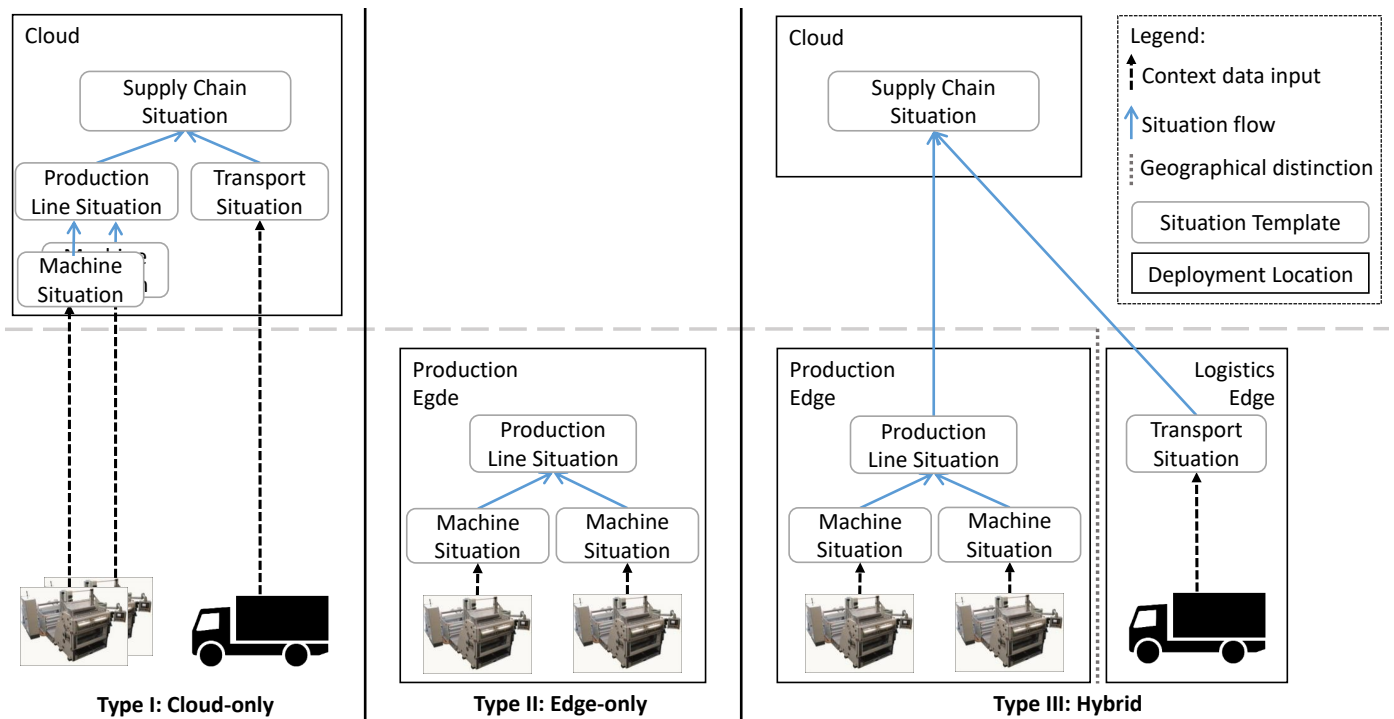 Cloud
Supply Chain
Situation
Production
Line Situation
Transport
Situation
Machine
Situation
Type I: Cloud-only
Production
Egde
Production
Line Situation
Machine
Situation
Machine
Situation
Type II: Edge-only
Cloud
Supply Chain
Situation
Production
Edge
Production
Line Situation
Machine
Situation
Machine
Situation
Logistics
Edge
Transport
Situation
Type III: Hybrid
Legend:
Context data input
Situation flow
Geographical distinction
Situation Template
Deployment Location